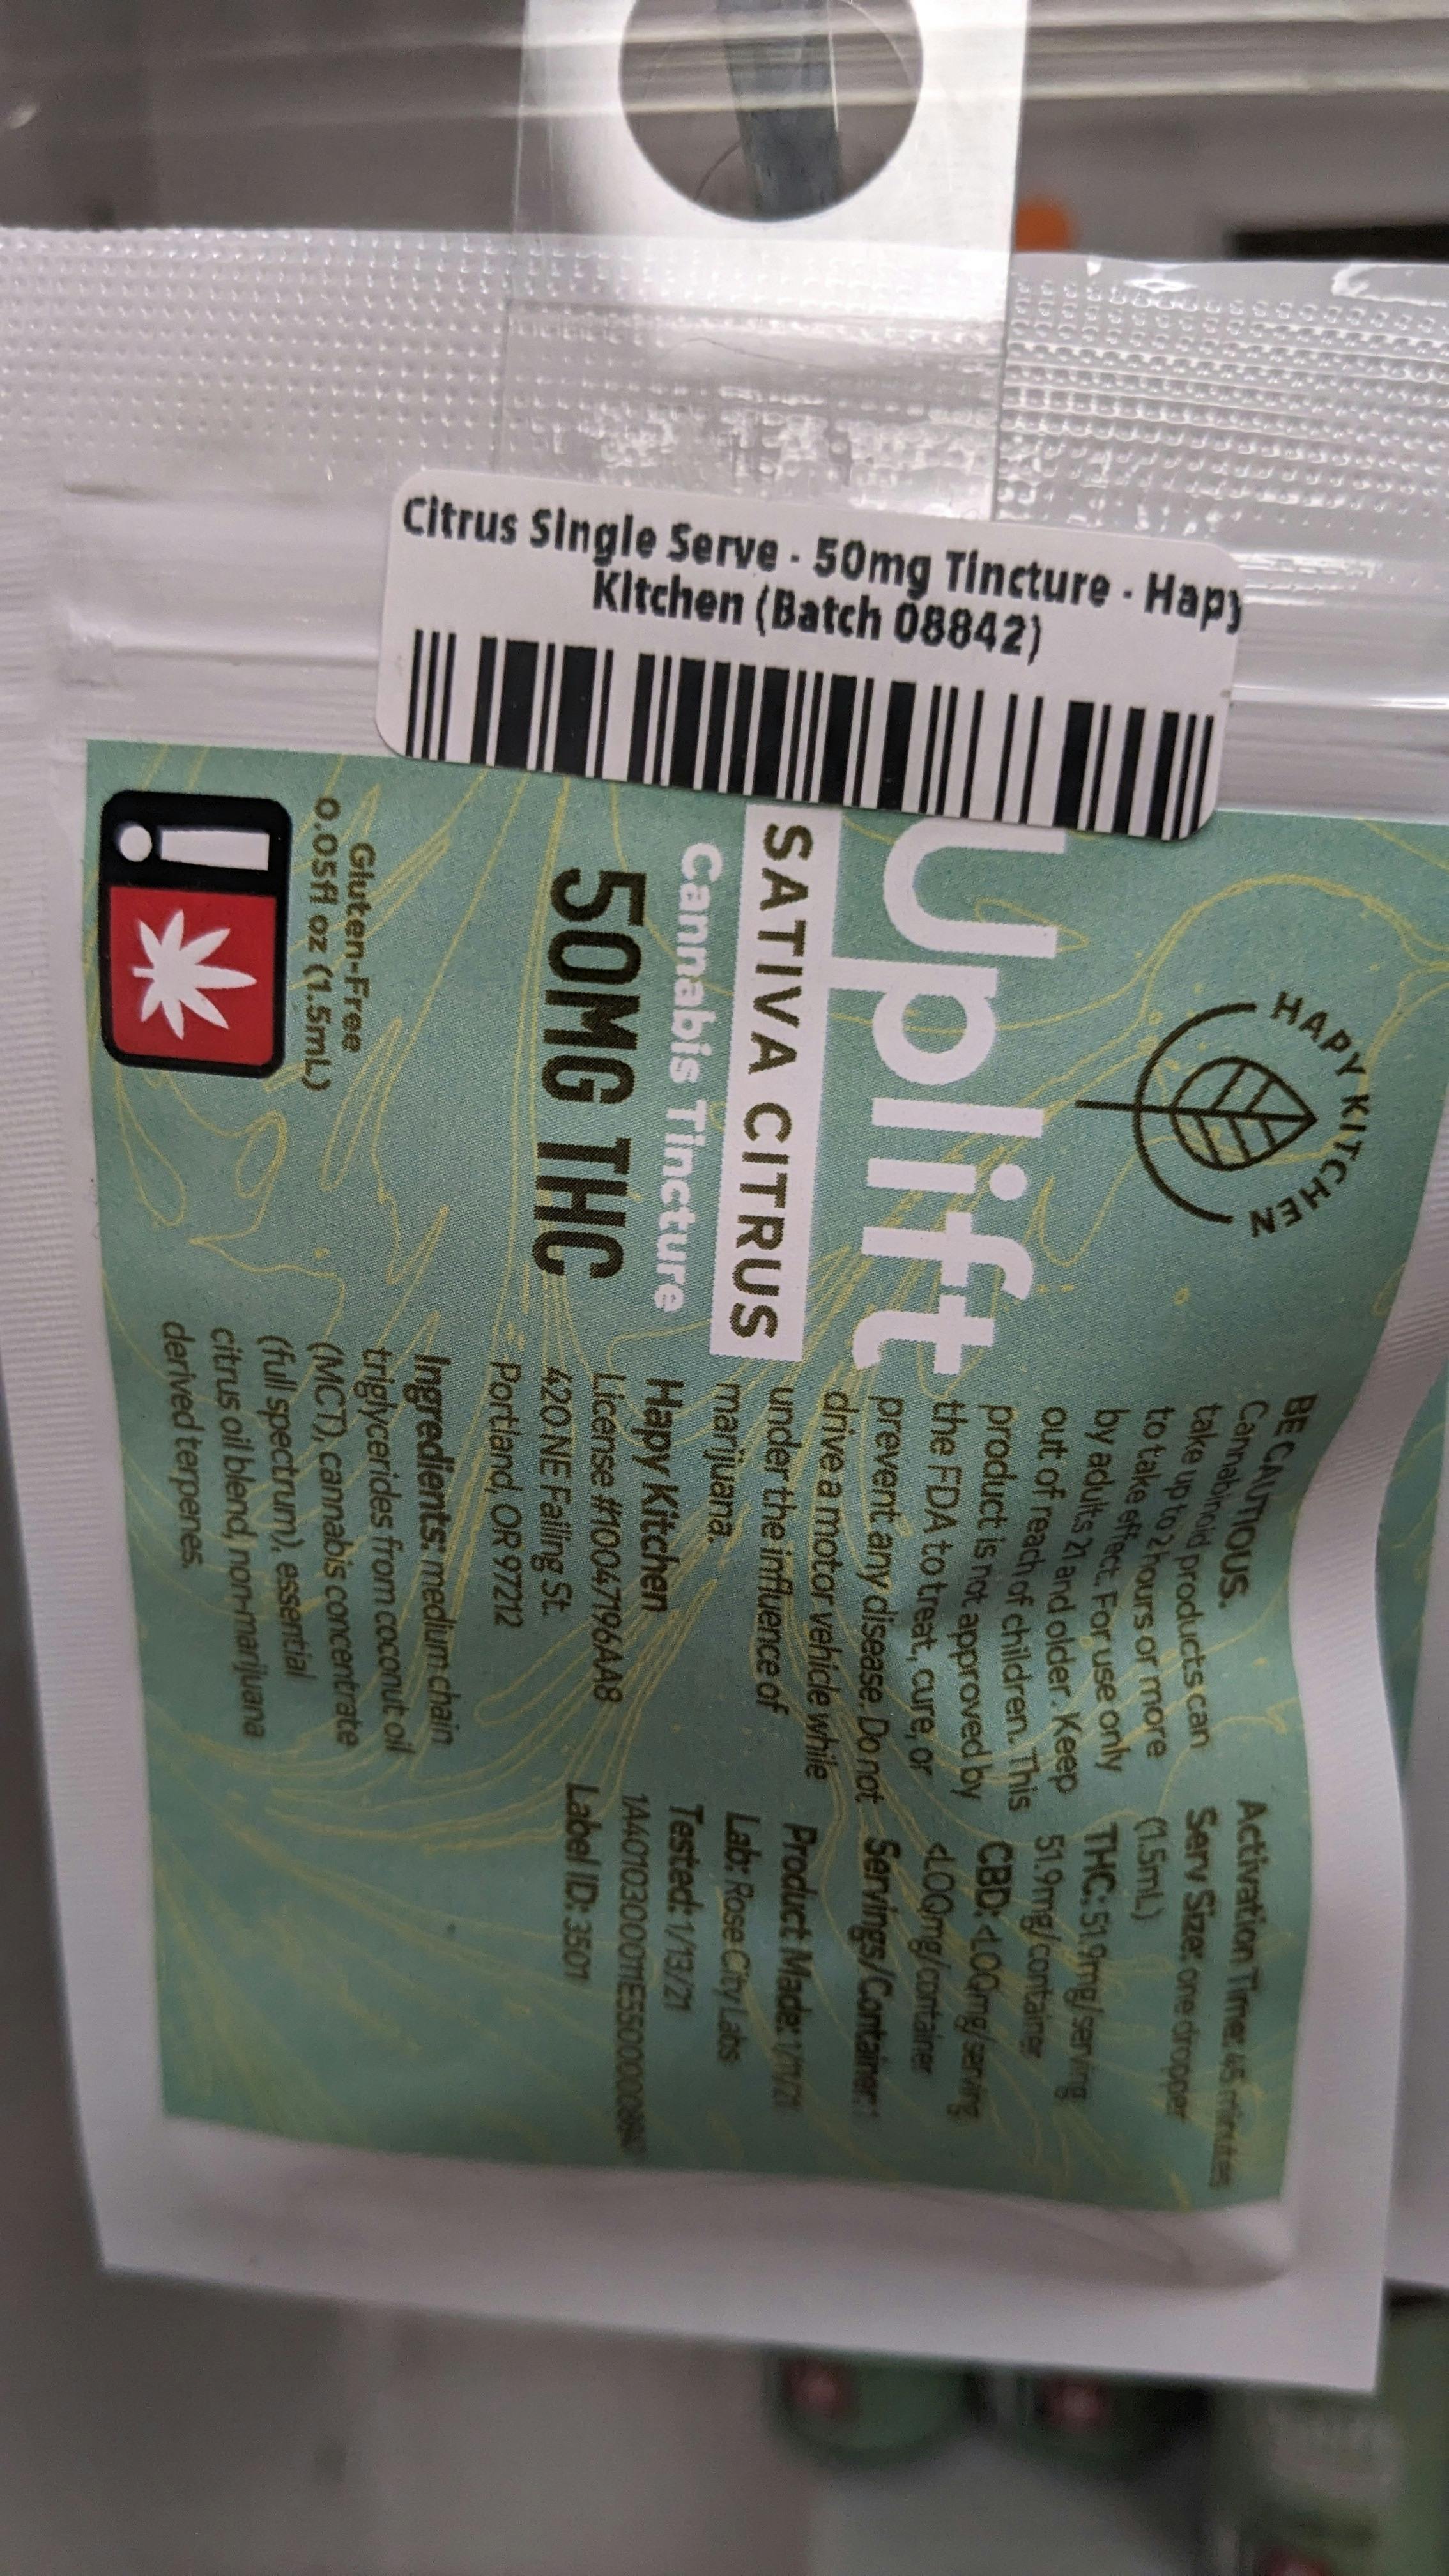 Citrus Single Serve - 50mg Tincture - Hapy
Kitchen (Batch 08842)
HAPY KITCHEN
Uplift
SATIVA CITRUS
Cannabis Tincture
50MG THC
Gluten-Free
0.05fl oz (1.5mL)
BE CAUTIOUS.
Cannabinoid products can
take up to 2 hours or more
to take effect. For use only
by adults 21 and older. Keep
out of reach of children. This
product is not approved by
the FDA to treat, cure, or
prevent any disease. Do not
drive a motor vehicle while
under the influence of
marijuana.
Hapy Kitchen
License #10047796AA8
420 NE Failing St.
Portland, OR 97212
Ingredients: medium chain
triglycerides from coconut oil
(MCT), cannabis concentrate
(full spectrum), essential
citrus oil blend, non-marijuana
derived terpenes.
Activation Time: 45 minutes
Serv Size: one dropper
(1.5mL)
THC: 51.9mg/serving
51.9mg/container
CBD: <LOQmg/serving
<LOQmg/container
Servings/Container: 1
Product Made: 1/11/21
Lab: Rose City Labs
Tested: 1/13/21
Label ID: 3501